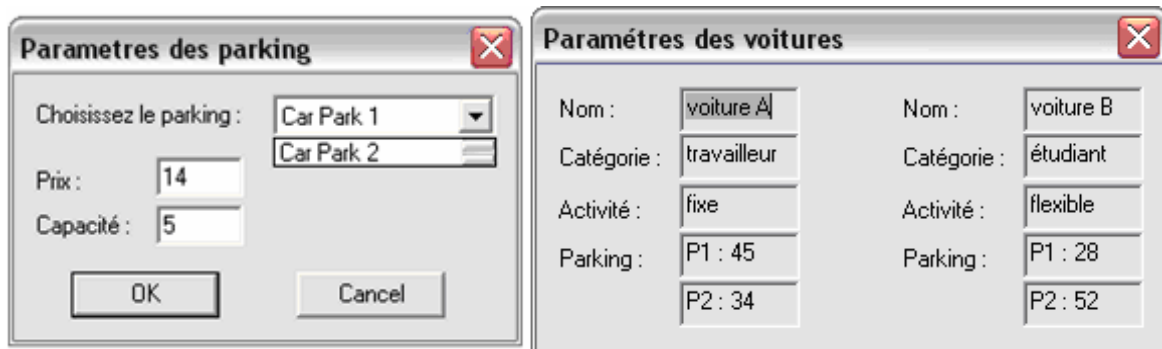 Parametres des parking
Choisissez le parking :
Car Park 1
Car Park 2
Prix :
14
Capacité :
5
OK
Cancel
Paramétres des voitures
Nom :
voiture A
Nom :
voiture B
Catégorie :
travailleur
Catégorie :
étudiant
Activité :
fixe
Activité :
flexible
Parking :
P1 : 45
Parking :
P1 : 28
P2 : 34
P2 : 52